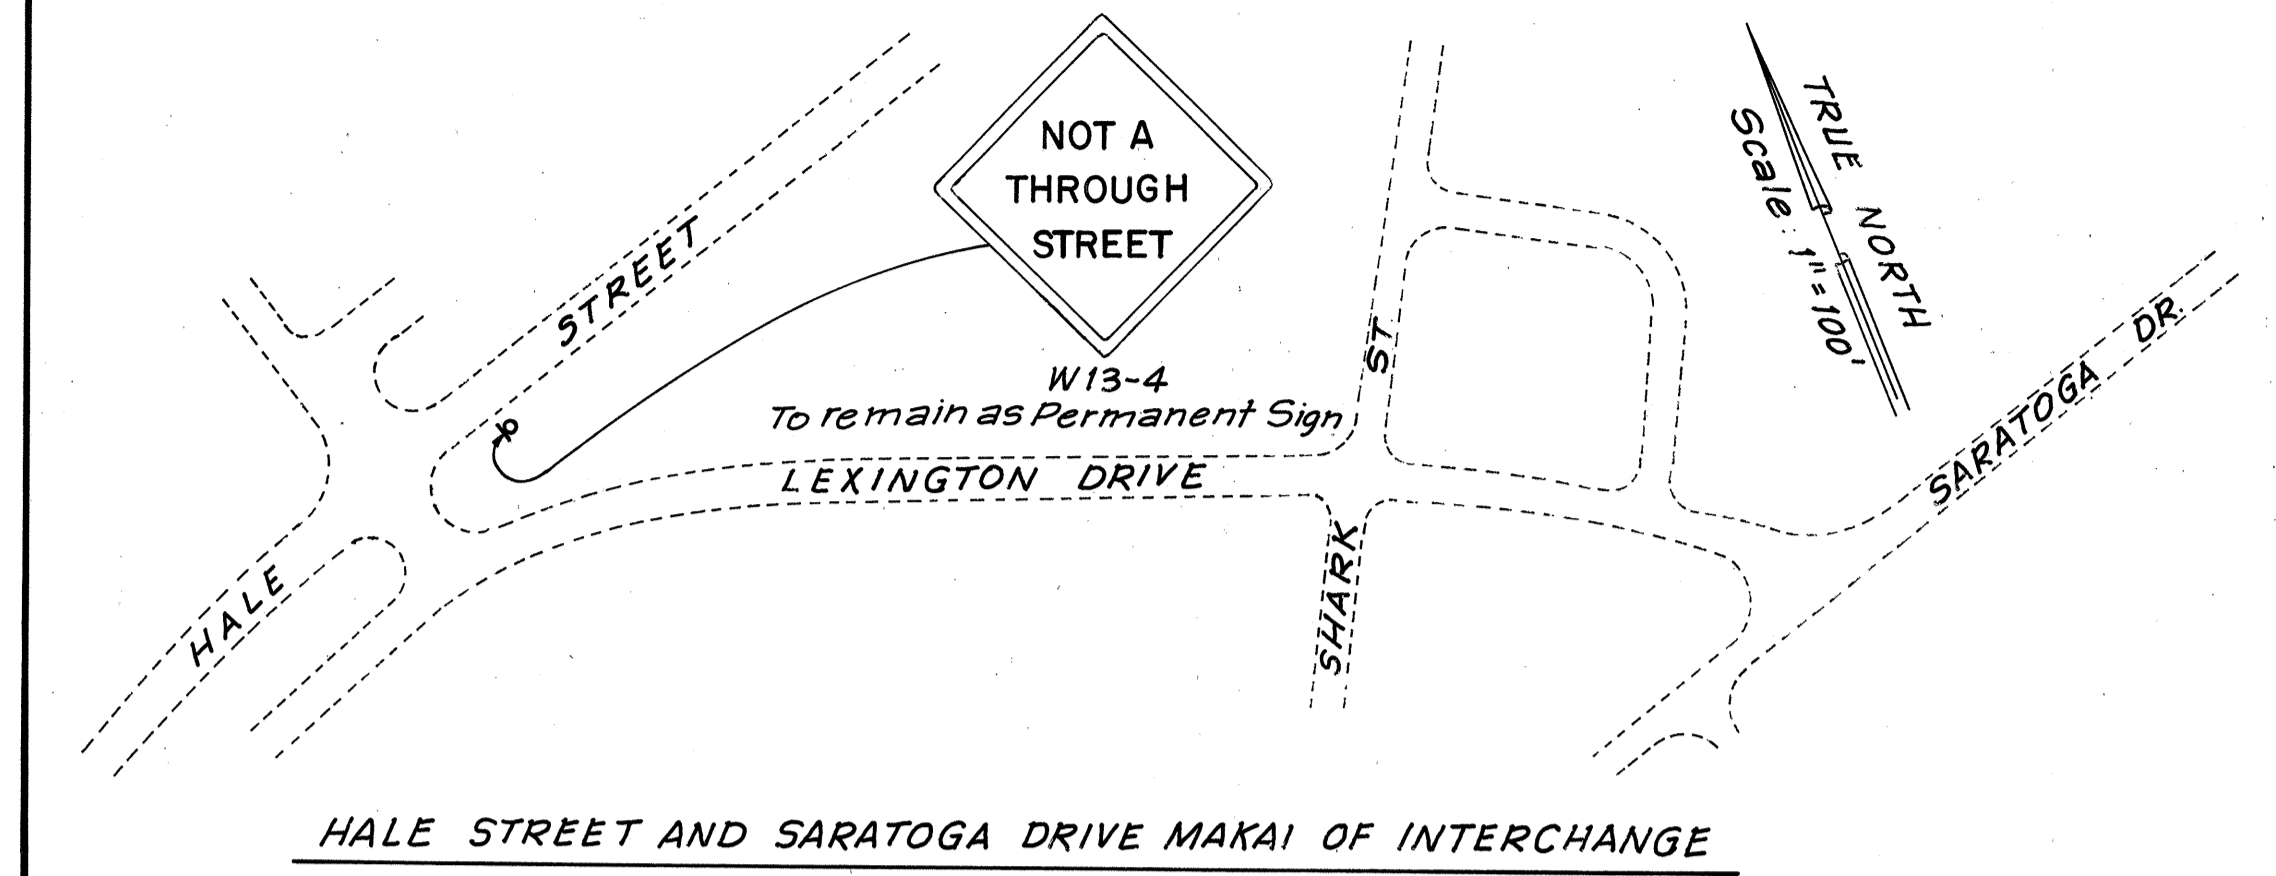 NOT A
THROUGH
STREET
W13-4
To remain as Permanent Sign
HALE STREET
LEXINGTON DRIVE
SHARK ST
SARATOGA DR.
TRUE NORTH
Scale: 1"=100'
HALE STREET AND SARATOGA DRIVE MAKAI OF INTERCHANGE